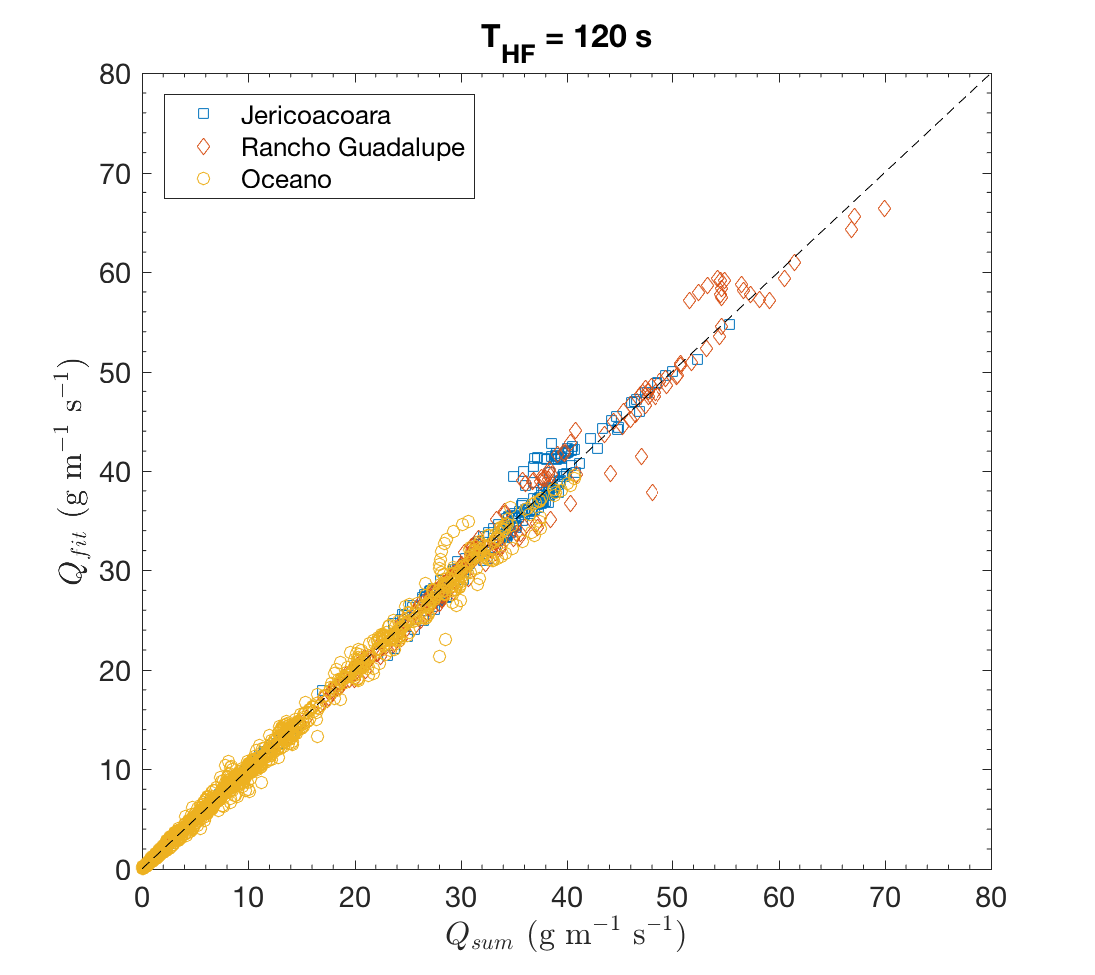 T_HF = 120 s
80
70
60
50
40
30
20
10
0
Q_fit (g m⁻¹ s⁻¹)
Jericoacoara
Rancho Guadalupe
Oceano
0 10 20 30 40 50 60 70 80
Q_sum (g m⁻¹ s⁻¹)